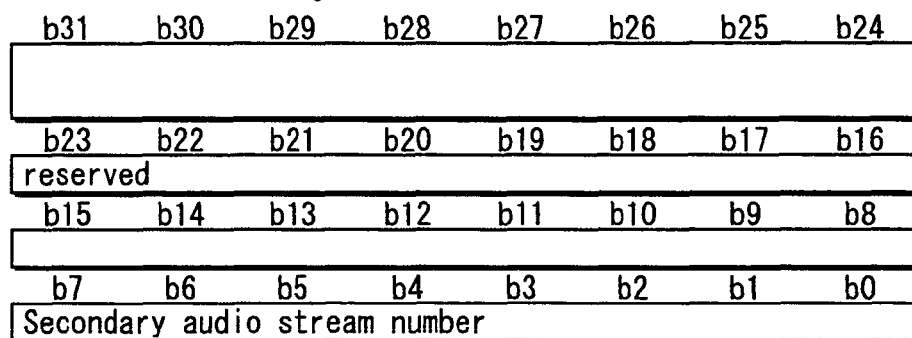 b31 b30 b29 b28 b27 b26 b25 b24
b23 b22 b21 b20 b19 b18 b17 b16
reserved
b15 b14 b13 b12 b11 b10 b9 b8
b7 b6 b5 b4 b3 b2 b1 b0
Secondary audio stream number